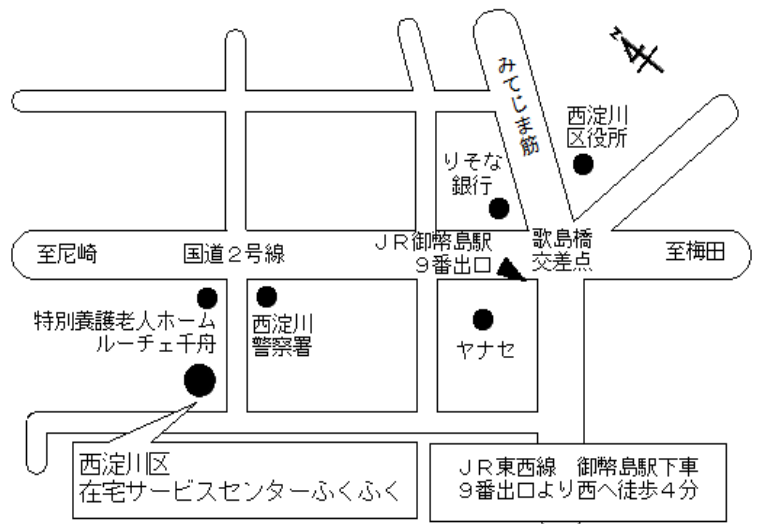 N
みてじま筋
西淀川
区役所
りそな
銀行
至尼崎
国道２号線
ＪＲ御幣島駅
９番出口
歌島橋
交差点
至梅田
特別養護老人ホーム
ルーチェ千舟
西淀川
警察署
ヤナセ
西淀川区
在宅サービスセンターふくふく
ＪＲ東西線　御幣島駅下車
９番出口より西へ徒歩４分